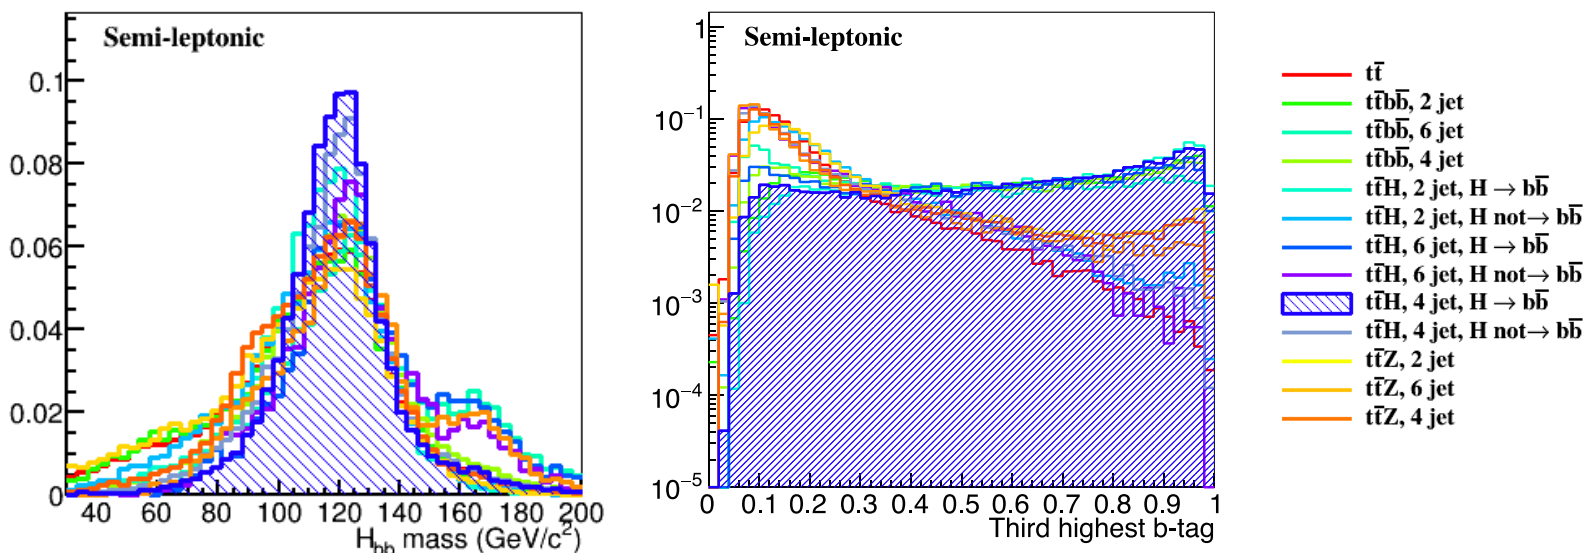 Semi-leptonic
0.1
0.08
0.06
0.04
0.02
0
40 60 80 100 120 140 160 180 200
H_bb mass (GeV/c²)
Semi-leptonic
1
10⁻¹
10⁻²
10⁻³
10⁻⁴
10⁻⁵
0 0.1 0.2 0.3 0.4 0.5 0.6 0.7 0.8 0.9 1
Third highest b-tag
tt̅
tt̅bb̅, 2 jet
tt̅bb̅, 6 jet
tt̅bb̅, 4 jet
tt̅H, 2 jet, H → bb̅
tt̅H, 2 jet, H not→ bb̅
tt̅H, 6 jet, H → bb̅
tt̅H, 6 jet, H not→ bb̅
tt̅H, 4 jet, H → bb̅
tt̅H, 4 jet, H not→ bb̅
tt̅Z, 2 jet
tt̅Z, 6 jet
tt̅Z, 4 jet